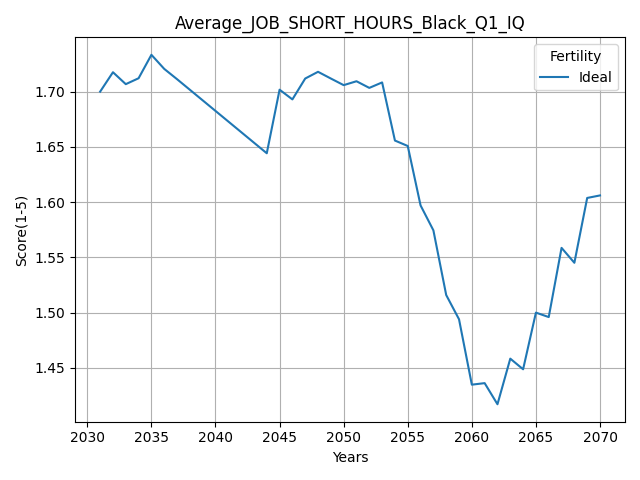 Average_JOB_SHORT_HOURS_Black_Q1_IQ
Fertility
Ideal
Score(1-5)
1.70
1.65
1.60
1.55
1.50
1.45
2030 2035 2040 2045 2050 2055 2060 2065 2070
Years